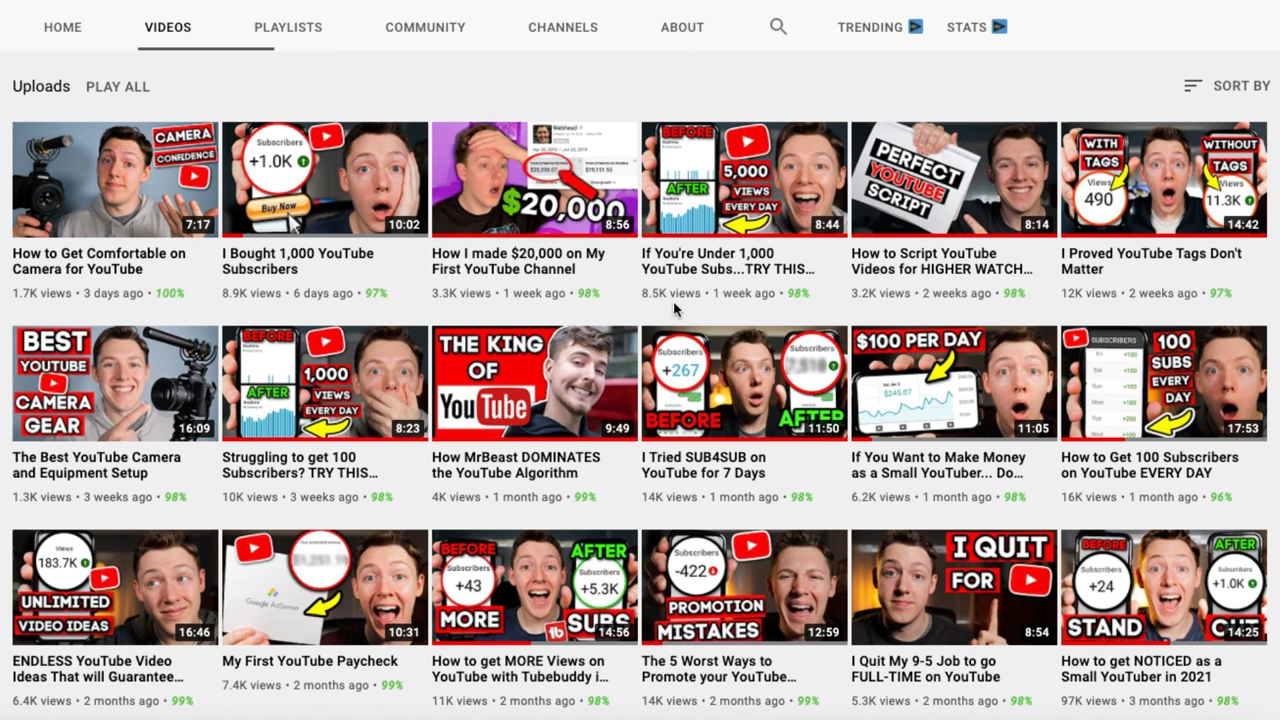 HOME VIDEOS PLAYLISTS COMMUNITY CHANNELS ABOUT TRENDING STATS
Uploads PLAY ALL SORT BY
CAMERA
CONFIDENCE
7:17
Subscribers
+1.0K
Buy Now
10:02
Webhead
$20,000
8:56
BEFORE
AFTER
5,000
VIEWS
EVERY DAY
8:44
PERFECT
YOUTUBE
SCRIPT
8:14
WITH
TAGS
Views
490
WITHOUT
TAGS
Views
11.3K
14:42
How to Get Comfortable on
Camera for YouTube
1.7K views • 3 days ago • 100%
I Bought 1,000 YouTube
Subscribers
8.9K views • 6 days ago • 97%
How I made $20,000 on My
First YouTube Channel
3.3K views • 1 week ago • 98%
If You're Under 1,000
YouTube Subs...TRY THIS...
8.5K views • 1 week ago • 98%
How to Script YouTube
Videos for HIGHER WATCH...
3.2K views • 2 weeks ago • 98%
I Proved YouTube Tags Don't
Matter
12K views • 2 weeks ago • 97%
BEST
YOUTUBE
CAMERA
GEAR
16:09
BEFORE
AFTER
1,000
VIEWS
EVERY DAY
8:23
THE KING
OF
YouTube
9:49
Subscribers
+267
BEFORE
Subscribers
AFTER
11:50
$100 PER DAY
$245.07
11:05
SUBSCRIBERS
Fri +100
Sat +100
Sun +100
Mon +100
Tue +200
Wed +100
100
SUBS
EVERY
DAY
17:53
The Best YouTube Camera
and Equipment Setup
1.3K views • 3 weeks ago • 98%
Struggling to get 100
Subscribers? TRY THIS...
10K views • 3 weeks ago • 98%
How MrBeast DOMINATES
the YouTube Algorithm
4K views • 1 month ago • 99%
I Tried SUB4SUB on
YouTube for 7 Days
14K views • 1 month ago • 98%
If You Want to Make Money
as a Small YouTuber... Do...
6.2K views • 1 month ago • 98%
How to Get 100 Subscribers
on YouTube EVERY DAY
16K views • 1 month ago • 96%
Views
183.7K
UNLIMITED
VIDEO IDEAS
16:46
Google AdSense
10:31
BEFORE
Subscribers
+43
MORE
AFTER
Subscribers
+5.3K
SUBS
14:56
Subscribers
-422
PROMOTION
MISTAKES
12:59
I QUIT
FOR
8:54
BEFORE
Subscribers
+24
STAND
AFTER
Subscribers
+1.0K
OUT
14:25
ENDLESS YouTube Video
Ideas That will Guarantee...
6.4K views • 2 months ago • 99%
My First YouTube Paycheck
7.4K views • 2 months ago • 99%
How to get MORE Views on
YouTube with Tubebuddy i...
11K views • 2 months ago • 98%
The 5 Worst Ways to
Promote your YouTube...
14K views • 2 months ago • 99%
I Quit My 9-5 Job to go
FULL-TIME on YouTube
5.3K views • 2 months ago • 98%
How to get NOTICED as a
Small YouTuber in 2021
97K views • 3 months ago • 98%